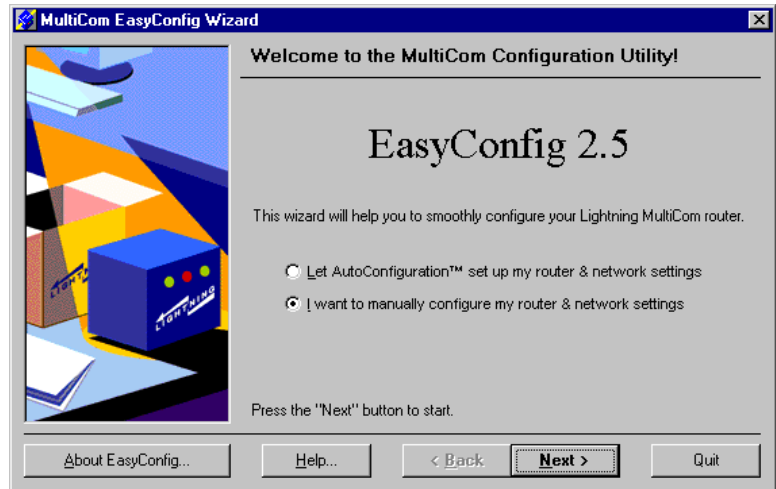 MultiCom EasyConfig Wizard
Welcome to the MultiCom Configuration Utility!
EasyConfig 2.5
This wizard will help you to smoothly configure your Lightning MultiCom router.
Let AutoConfiguration™ set up my router & network settings
I want to manually configure my router & network settings
LIGHTNING
Press the "Next" button to start.
About EasyConfig...
Help...
< Back
Next >
Quit